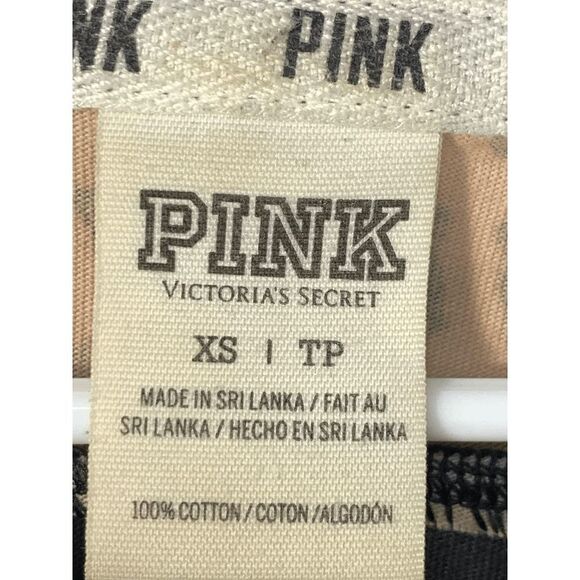 NK PINK
PINK
VICTORIA'S SECRET
XS | TP
MADE IN SRI LANKA / FAIT AU
SRI LANKA / HECHO EN SRI LANKA
100% COTTON / COTON /ALGODÓN